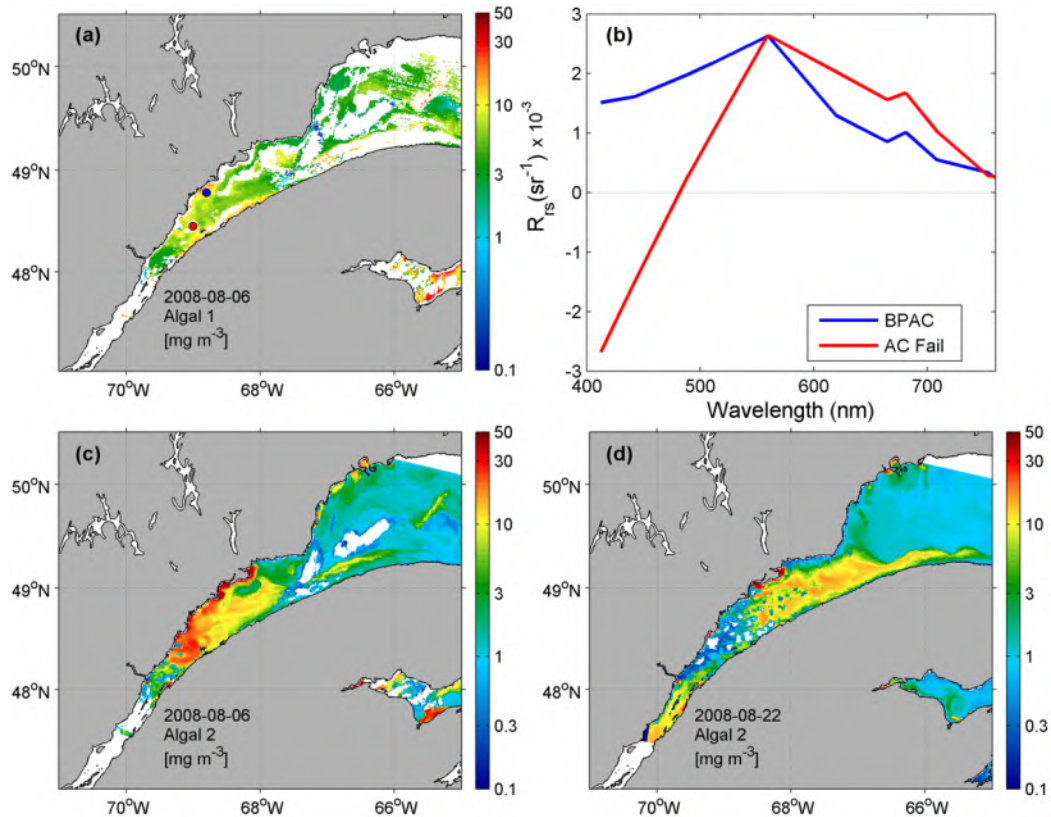 (a)
50°N
49°N
48°N
70°W 68°W 66°W
2008-08-06
Algal 1
[mg m⁻³]
50
30
10
3
1
0.3
0.1
(b)
3
2
1
0
-1
-2
-3
Rrs(sr⁻¹) x 10⁻³
BPAC
AC Fail
400 500 600 700
Wavelength (nm)
(c)
50°N
49°N
48°N
70°W 68°W 66°W
2008-08-06
Algal 2
[mg m⁻³]
50
30
10
3
1
0.3
0.1
(d)
50°N
49°N
48°N
70°W 68°W 66°W
2008-08-22
Algal 2
[mg m⁻³]
50
30
10
3
1
0.3
0.1